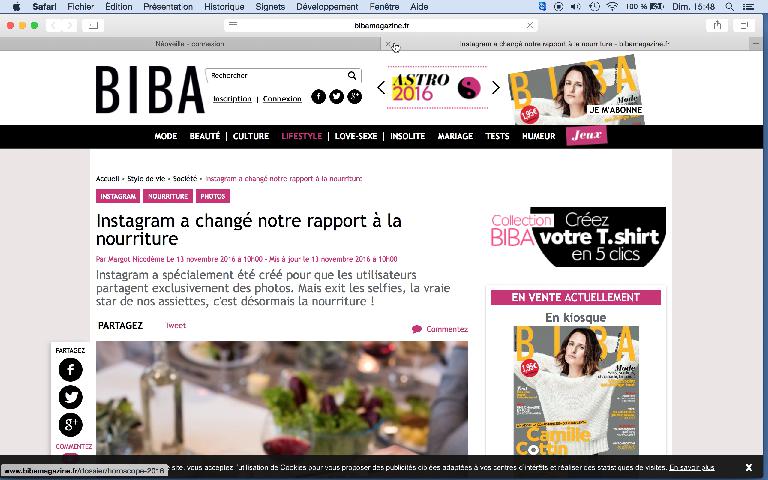 Safari Fichier Édition Présentation Historique Signets Développement Fenêtre Aide 100 % Dim. 15:48
bibamagazine.fr
Néoveille - connexion
Instagram a changé notre rapport à la nourriture - bibamagazine.fr
BIBA
Rechercher
Inscription | Connexion
ASTRO
2016
BIBA
Mode
1,95€
JE M'ABONNE
MODE BEAUTÉ | CULTURE LIFESTYLE | LOVE-SEXE | INSOLITE MARIAGE TESTS HUMEUR Jeux
Accueil > Style de vie > Société > Instagram a changé notre rapport à la nourriture
INSTAGRAM NOURRITURE PHOTOS
Instagram a changé notre rapport à la
nourriture
Par Margot Nicodème Le 13 novembre 2016 à 10h00 - Mis à jour le 13 novembre 2016 à 10h00
Instagram a spécialement été créé pour que les utilisateurs
partagent exclusivement des photos. Mais exit les selfies, la vraie
star de nos assiettes, c'est désormais la nourriture !
PARTAGEZ Tweet
Commentez
PARTAGEZ
COMMENTEZ
Collection
BIBA
Créez
votre T.shirt
en 5 clics
EN VENTE ACTUELLEMENT
En kiosque
BIBA
1,95€
Mode
Camille
Cottin
www.bibamagazine.fr/dossier/horoscope-2016
e site, vous acceptez l'utilisation de Cookies pour vous proposer des publicités ciblées adaptées à vos centres d'intérêts et réaliser des statistiques de visites. En savoir plus X